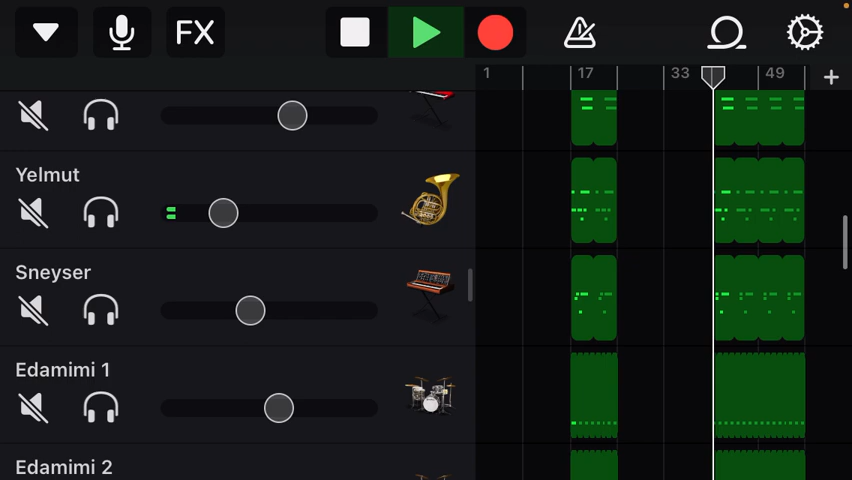 FX
1 17 33 49 +
Yelmut
Sneyser
Edamimi 1
Edamimi 2